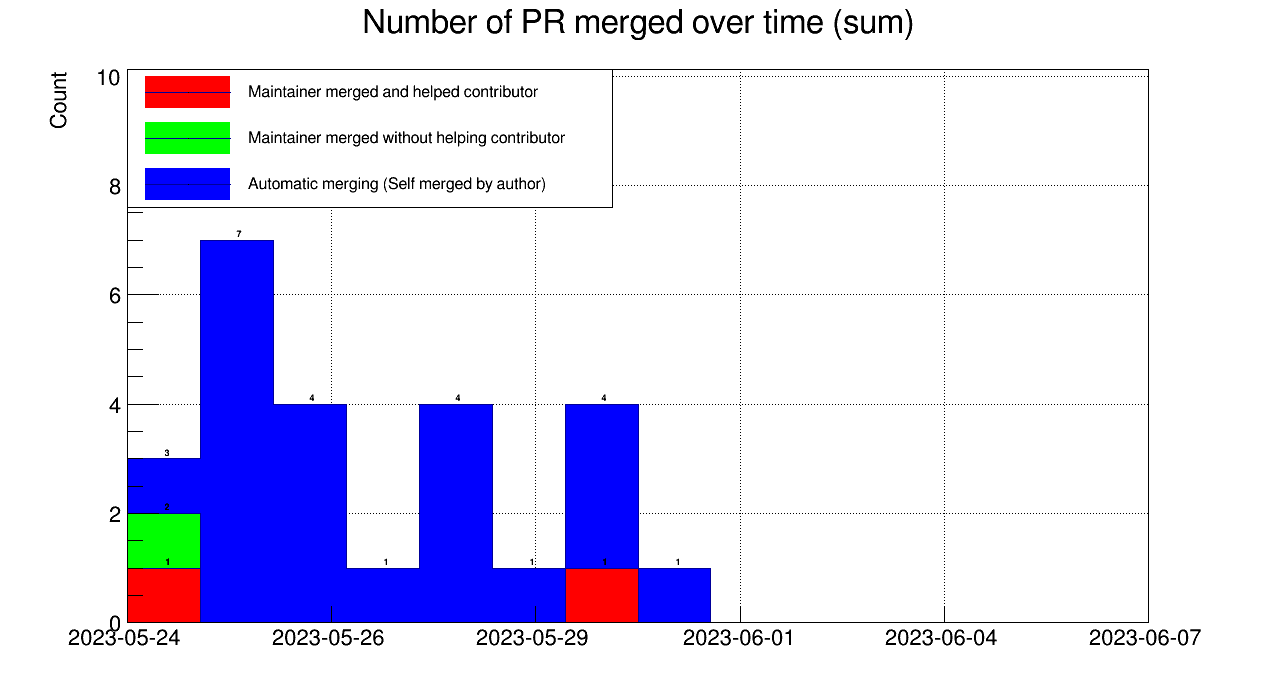 Number of PR merged over time (sum)
Count
10
Maintainer merged and helped contributor
Maintainer merged without helping contributor
8
Automatic merging (Self merged by author)
7
6
4
4 4 4
3
2
2
1 1 1 1 1
0
2023-05-24 2023-05-26 2023-05-29 2023-06-01 2023-06-04 2023-06-07